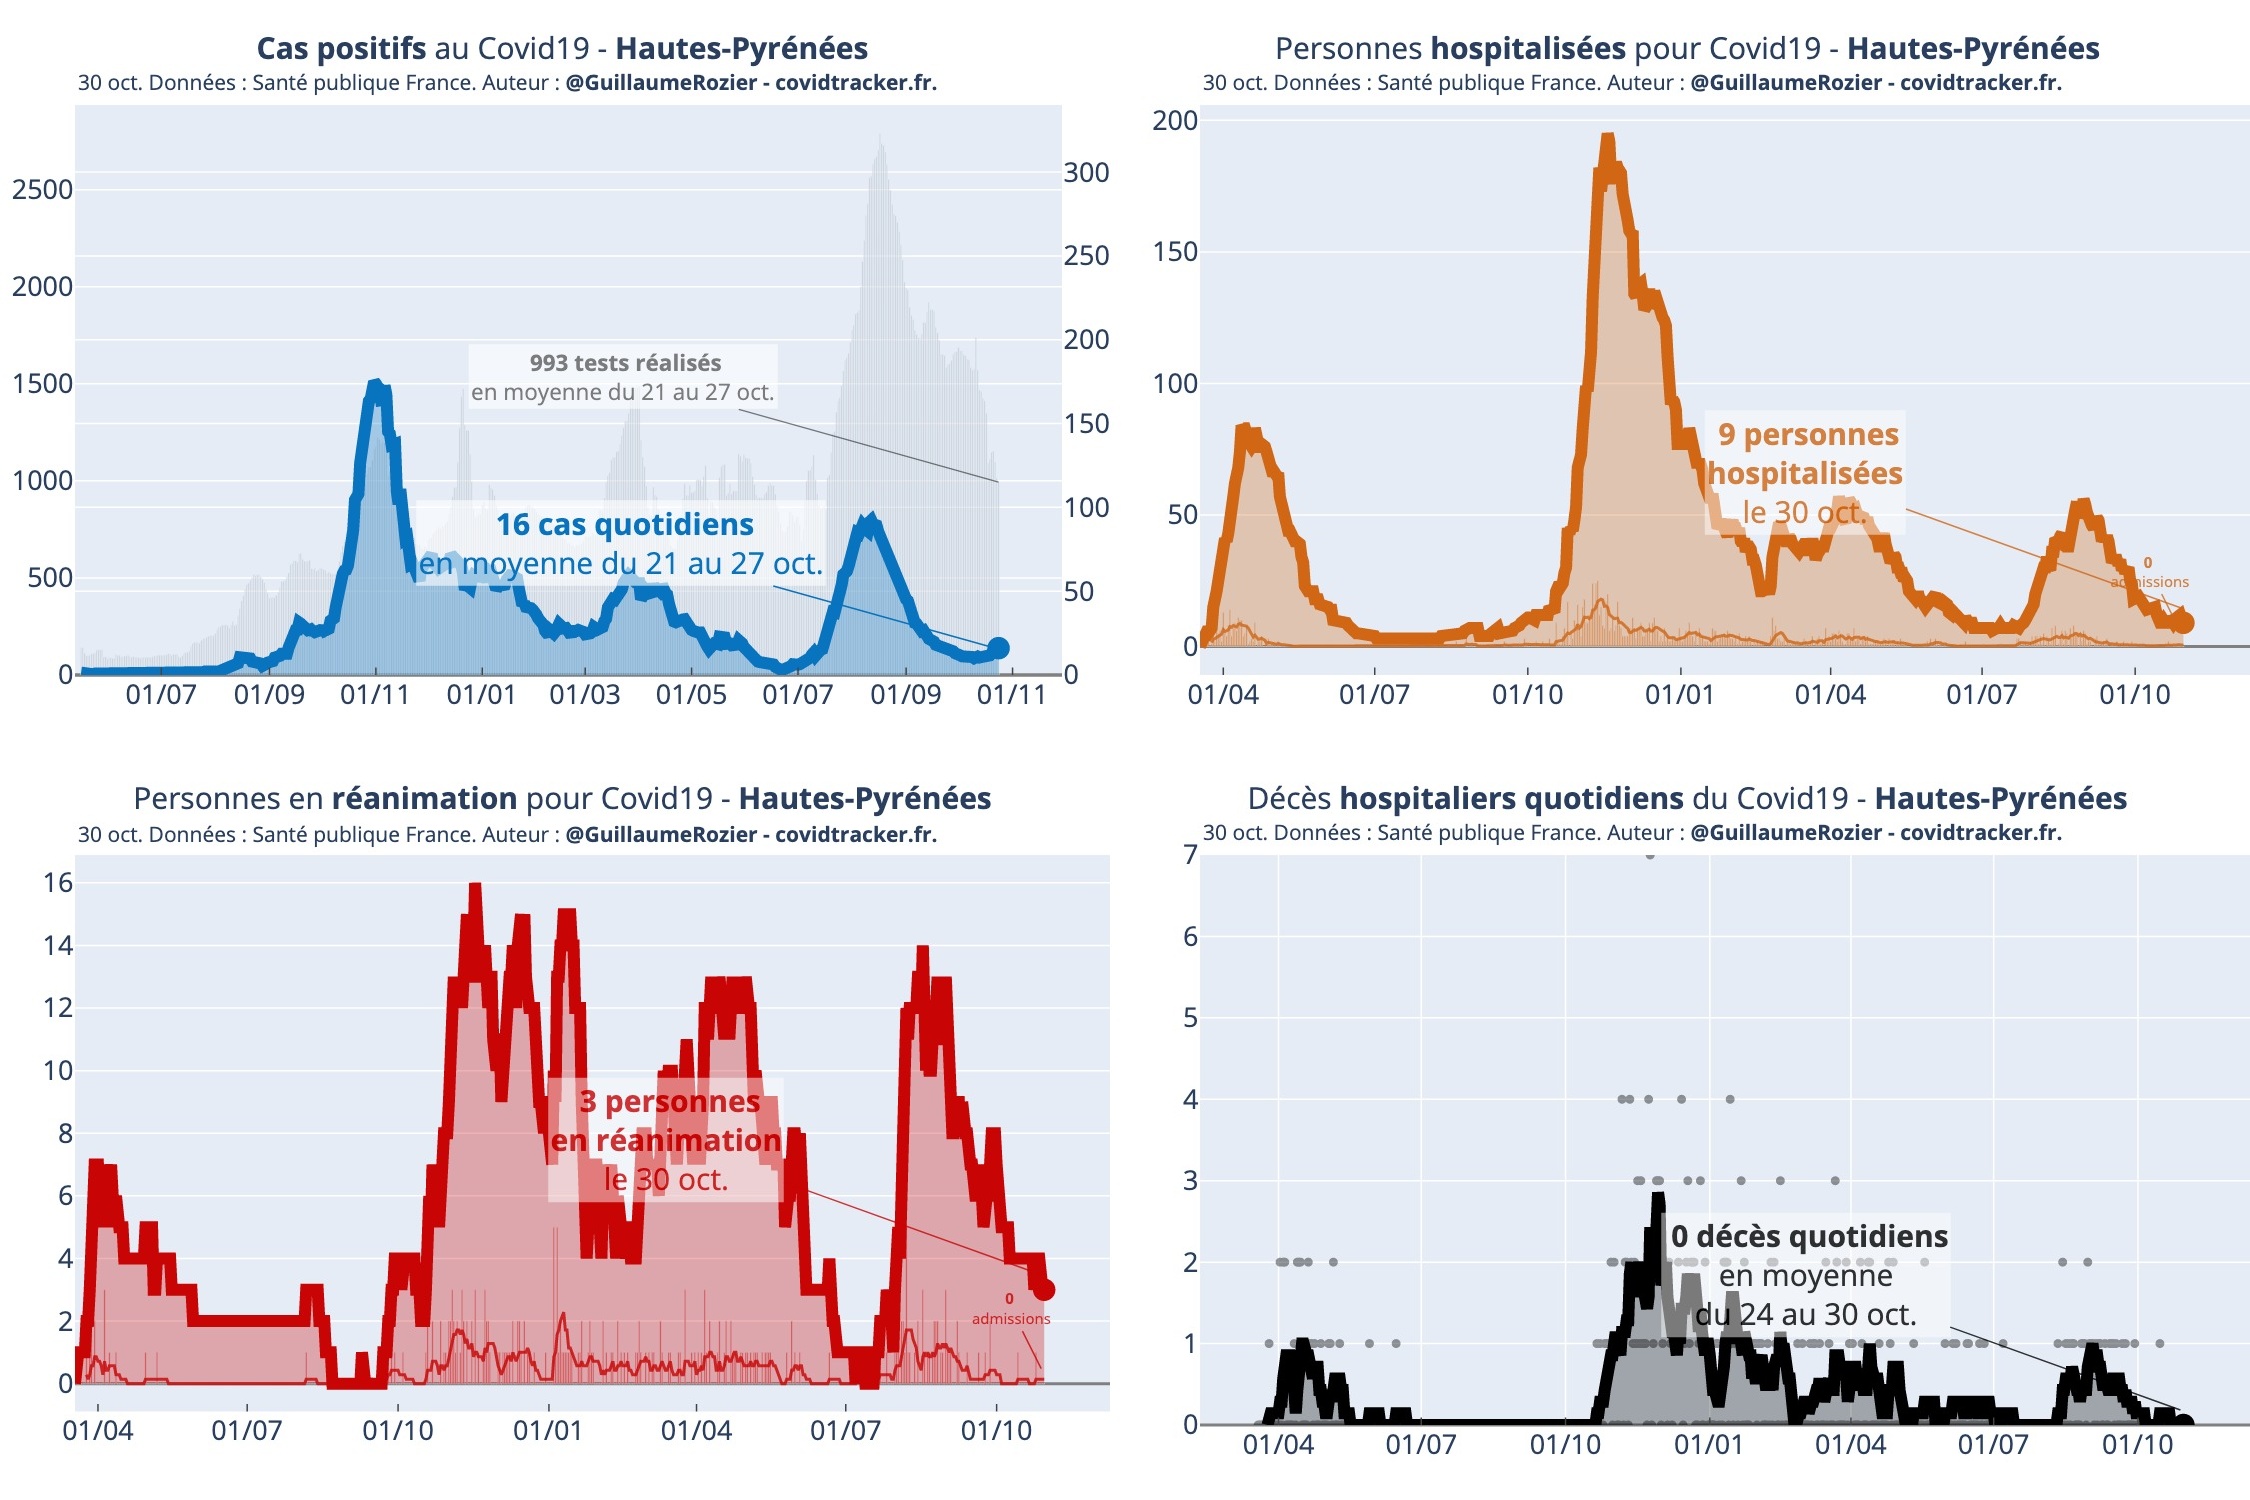 Cas positifs au Covid19 - Hautes-Pyrénées
30 oct. Données : Santé publique France. Auteur : @GuillaumeRozier - covidtracker.fr.
2500
2000
1500
1000
500
0
300
250
200
150
100
50
0
993 tests réalisés
en moyenne du 21 au 27 oct.
16 cas quotidiens
en moyenne du 21 au 27 oct.
01/07 01/09 01/11 01/01 01/03 01/05 01/07 01/09 01/11
Personnes hospitalisées pour Covid19 - Hautes-Pyrénées
30 oct. Données : Santé publique France. Auteur : @GuillaumeRozier - covidtracker.fr.
200
150
100
50
0
9 personnes
hospitalisées
le 30 oct.
0
admissions
01/04 01/07 01/10 01/01 01/04 01/07 01/10
Personnes en réanimation pour Covid19 - Hautes-Pyrénées
30 oct. Données : Santé publique France. Auteur : @GuillaumeRozier - covidtracker.fr.
16
14
12
10
8
6
4
2
0
3 personnes
en réanimation
le 30 oct.
0
admissions
01/04 01/07 01/10 01/01 01/04 01/07 01/10
Décès hospitaliers quotidiens du Covid19 - Hautes-Pyrénées
30 oct. Données : Santé publique France. Auteur : @GuillaumeRozier - covidtracker.fr.
7
6
5
4
3
2
1
0
0 décès quotidiens
en moyenne
du 24 au 30 oct.
01/04 01/07 01/10 01/01 01/04 01/07 01/10